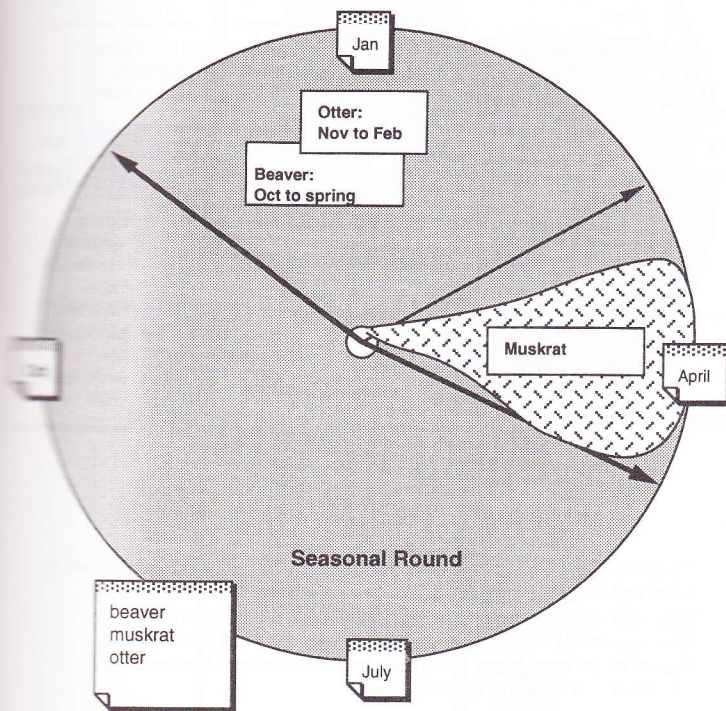 Jan
Otter:
Nov to Feb
Beaver:
Oct to spring
Muskrat
April
Seasonal Round
beaver
muskrat
otter
July